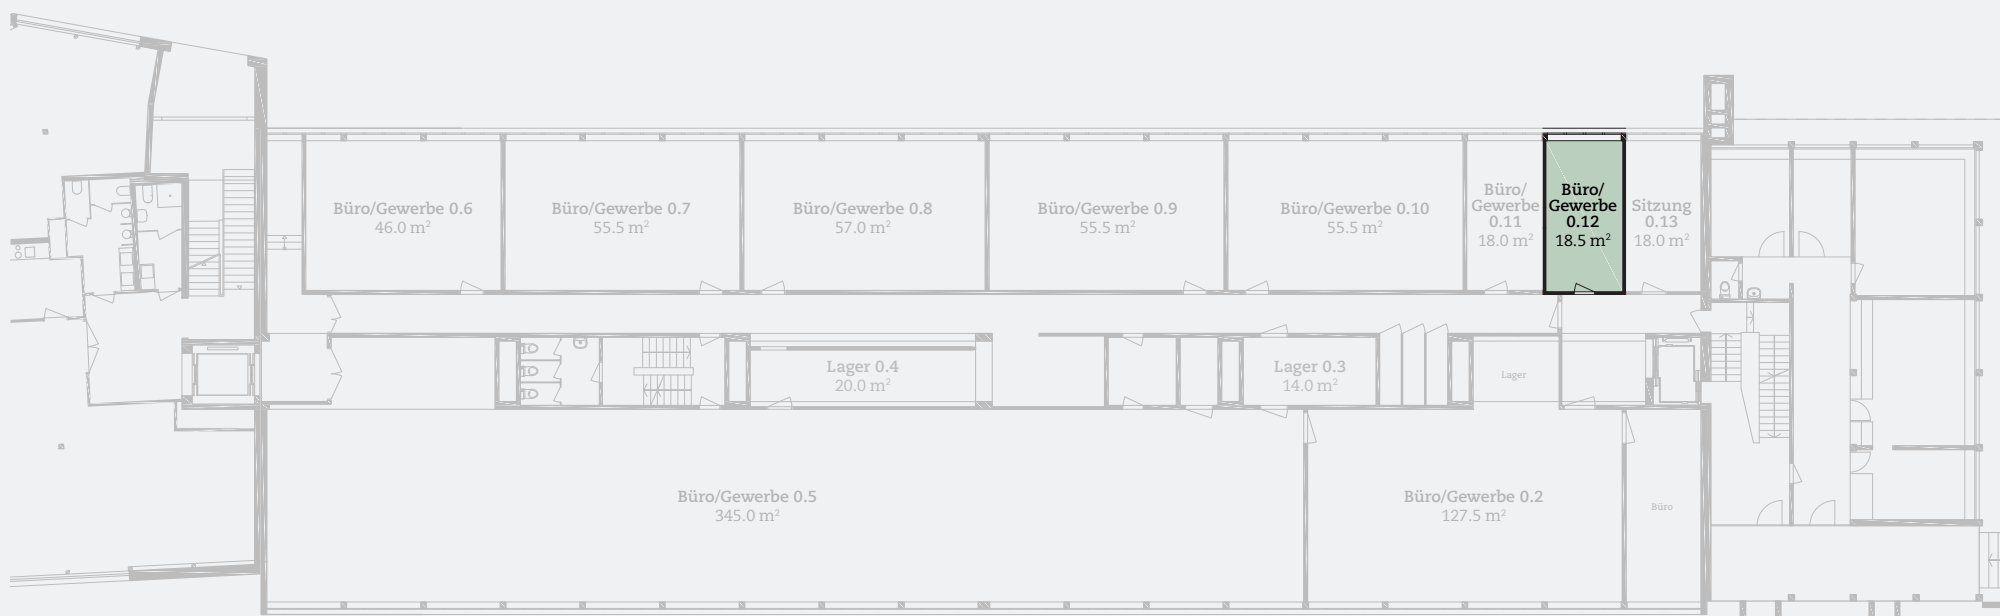 Büro/Gewerbe 0.6
46.0 m²
Büro/Gewerbe 0.7
55.5 m²
Büro/Gewerbe 0.8
57.0 m²
Büro/Gewerbe 0.9
55.5 m²
Büro/Gewerbe 0.10
55.5 m²
Büro/
Gewerbe
0.11
18.0 m²
Büro/
Gewerbe
0.12
18.5 m²
Sitzung
0.13
18.0 m²
Lager 0.4
20.0 m²
Lager 0.3
14.0 m²
Lager
Büro/Gewerbe 0.5
345.0 m²
Büro/Gewerbe 0.2
127.5 m²
Büro